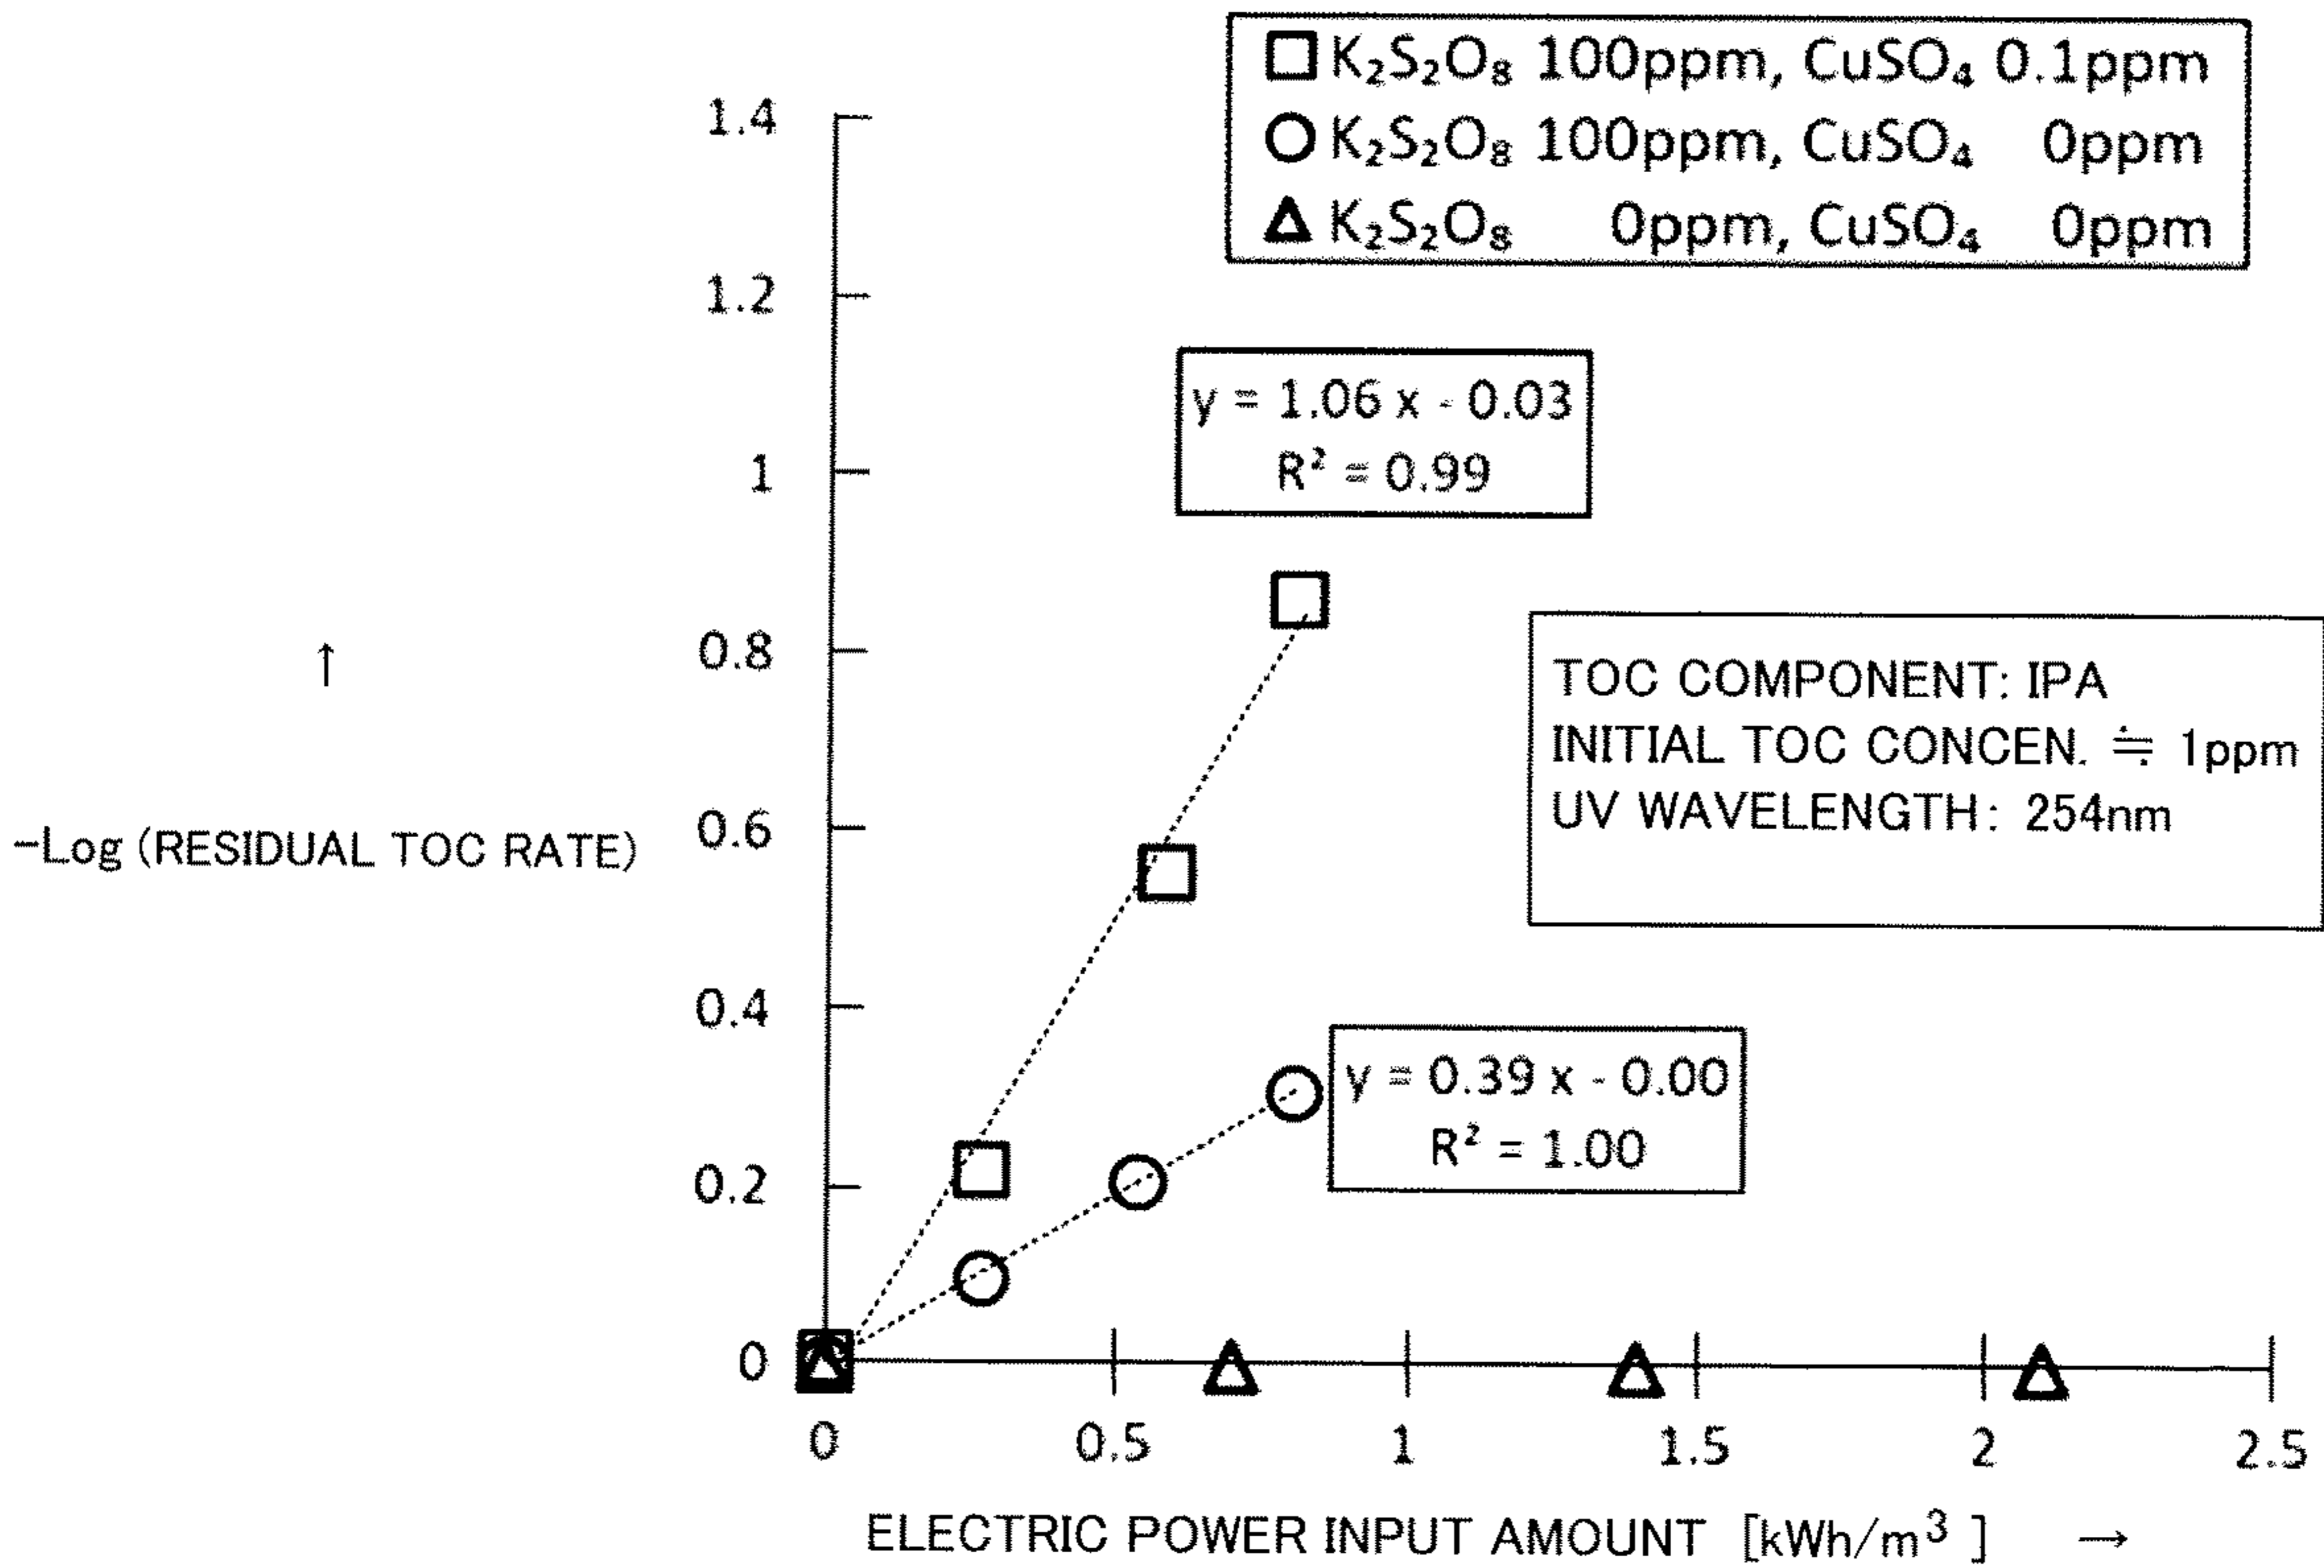 □ K₂S₂O₈ 100ppm, CuSO₄ 0.1ppm
○ K₂S₂O₈ 100ppm, CuSO₄ 0ppm
△ K₂S₂O₈ 0ppm, CuSO₄ 0ppm
1.4
1.2
1
0.8
0.6
0.4
0.2
0
y = 1.06 x - 0.03
R² = 0.99
TOC COMPONENT: IPA
INITIAL TOC CONCEN. ≒ 1ppm
UV WAVELENGTH: 254nm
↑
-Log (RESIDUAL TOC RATE)
y = 0.39 x - 0.00
R² = 1.00
0 0.5 1 1.5 2 2.5
ELECTRIC POWER INPUT AMOUNT [kWh/m³ ] →